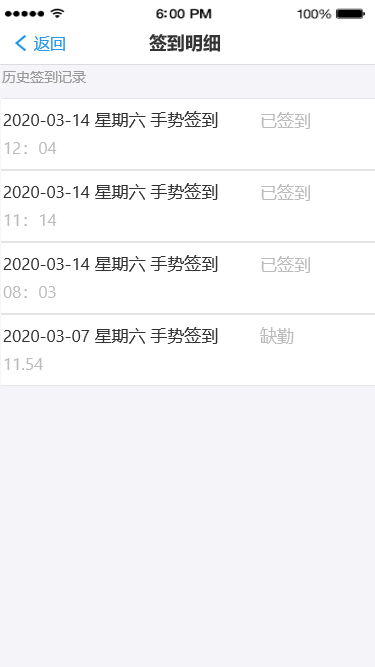 6:00 PM 100%
返回 签到明细
历史签到记录
2020-03-14 星期六 手势签到 已签到
12：04
2020-03-14 星期六 手势签到 已签到
11：14
2020-03-14 星期六 手势签到 已签到
08：03
2020-03-07 星期六 手势签到 缺勤
11.54